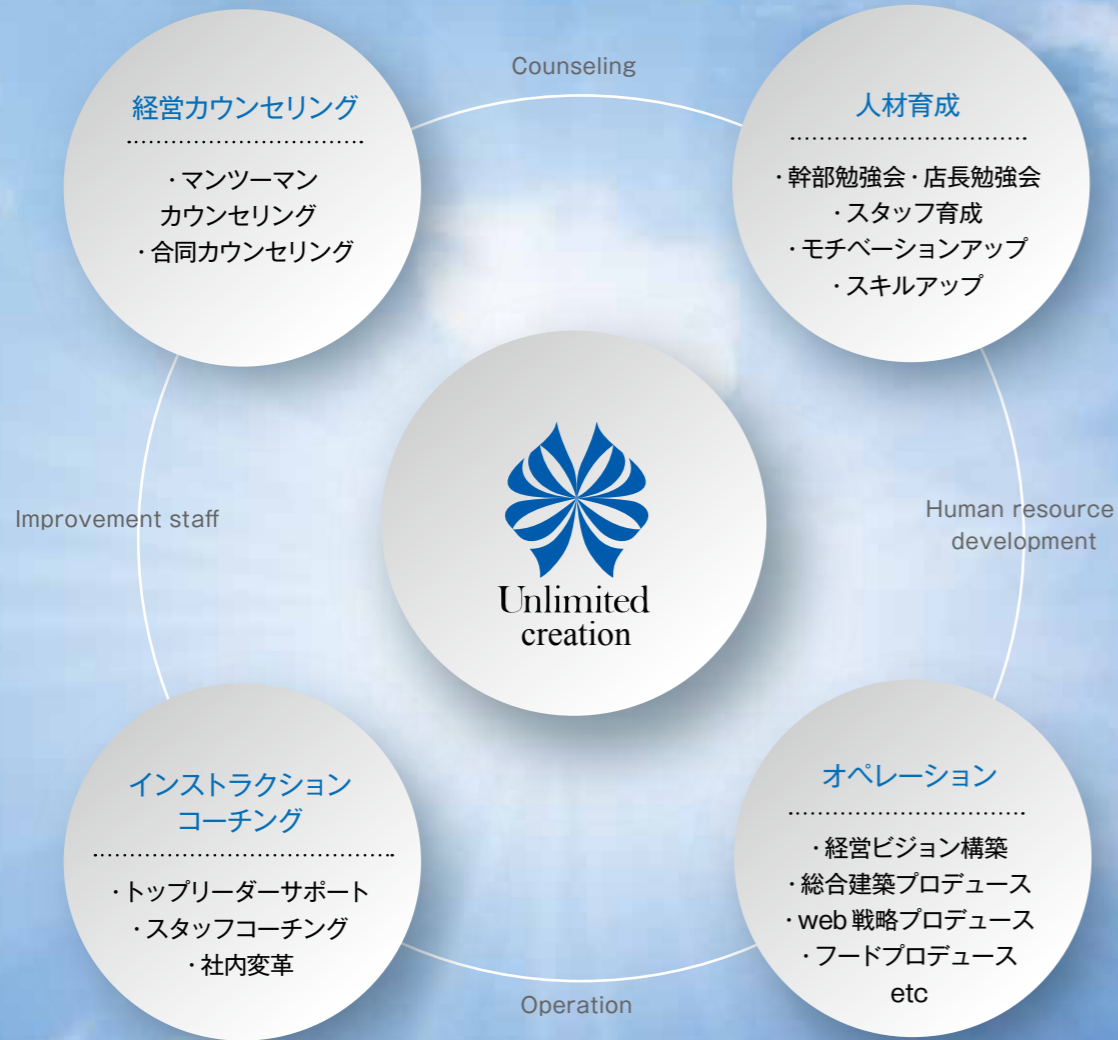 Counseling
経営カウンセリング
・マンツーマン
カウンセリング
・合同カウンセリング
人材育成
・幹部勉強会・店長勉強会
・スタッフ育成
・モチベーションアップ
・スキルアップ
Improvement staff
Unlimited
creation
Human resource
development
インストラクション
コーチング
・トップリーダーサポート
・スタッフコーチング
・社内変革
オペレーション
・経営ビジョン構築
・総合建築プロデュース
・web 戦略プロデュース
・フードプロデュース
etc
Operation